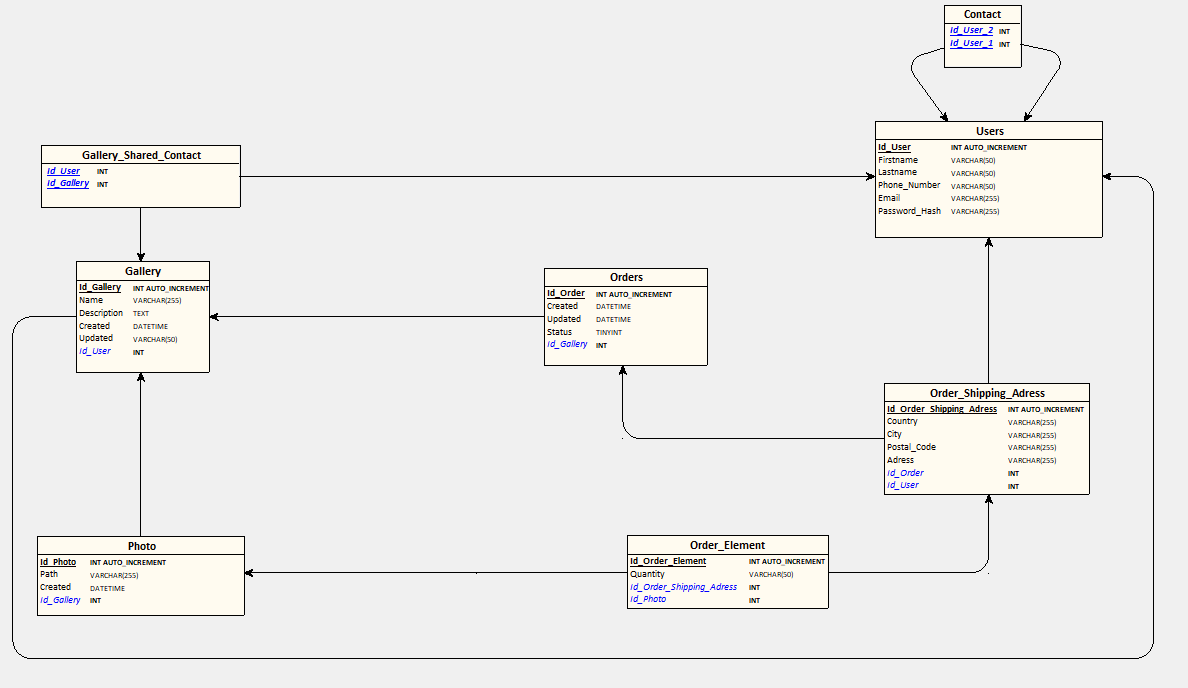 Contact
Id_User_2 INT
Id_User_1 INT
Users
Id_User INT AUTO_INCREMENT
Firstname VARCHAR(50)
Lastname VARCHAR(50)
Phone_Number VARCHAR(50)
Email VARCHAR(255)
Password_Hash VARCHAR(255)
Gallery_Shared_Contact
Id_User INT
Id_Gallery INT
Gallery
Id_Gallery INT AUTO_INCREMENT
Name VARCHAR(255)
Description TEXT
Created DATETIME
Updated VARCHAR(50)
Id_User INT
Orders
Id_Order INT AUTO_INCREMENT
Created DATETIME
Updated DATETIME
Status TINYINT
Id_Gallery INT
Order_Shipping_Adress
Id_Order_Shipping_Adress INT AUTO_INCREMENT
Country VARCHAR(255)
City VARCHAR(255)
Postal_Code VARCHAR(255)
Adress VARCHAR(255)
Id_Order INT
Id_User INT
Photo
Id_Photo INT AUTO_INCREMENT
Path VARCHAR(255)
Created DATETIME
Id_Gallery INT
Order_Element
Id_Order_Element INT AUTO_INCREMENT
Quantity VARCHAR(50)
Id_Order_Shipping_Adress INT
Id_Photo INT